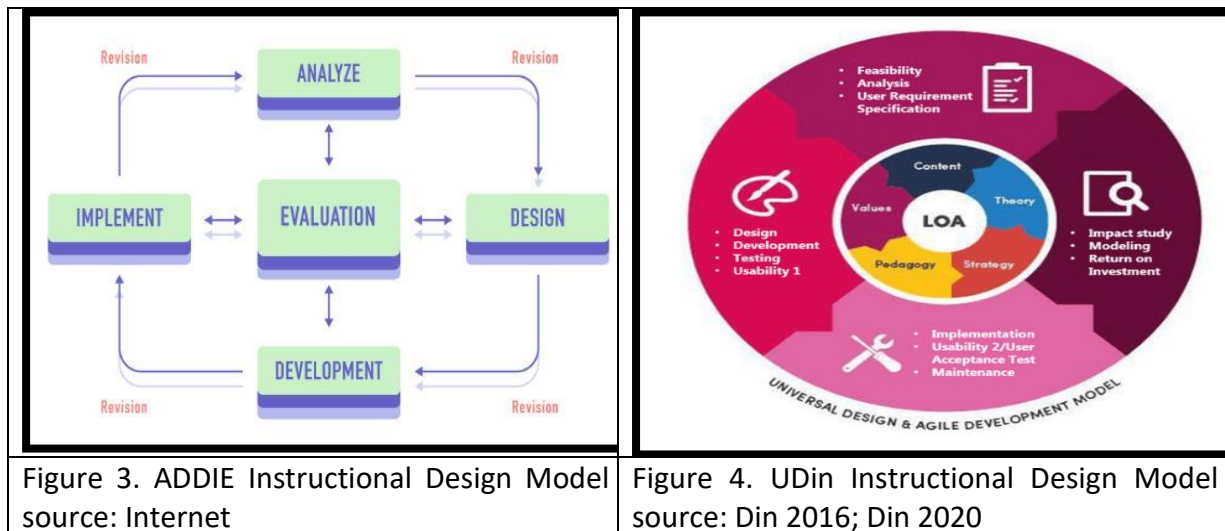 Revision
ANALYZE
Revision
IMPLEMENT
EVALUATION
DESIGN
DEVELOPMENT
Revision
Revision
Figure 3. ADDIE Instructional Design Model
source: Internet
• Feasibility
• Analysis
• User Requirement
Specification
Content
Theory
Values
LOA
Pedagogy
Strategy
• Design
• Development
• Testing
• Usability 1
• Impact study
• Modeling
• Return on
Investment
• Implementation
• Usability 2/User
Acceptance Test
• Maintenance
UNIVERSAL DESIGN & AGILE DEVELOPMENT MODEL
Figure 4. UDin Instructional Design Model
source: Din 2016; Din 2020